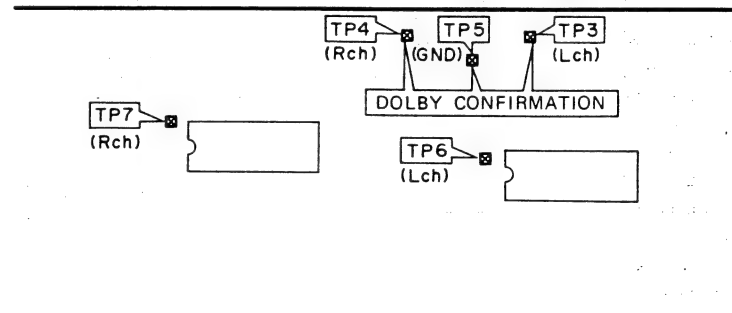 TP4
(Rch)
TP5
(GND)
TP3
(Lch)
DOLBY CONFIRMATION
TP7
(Rch)
TP6
(Lch)